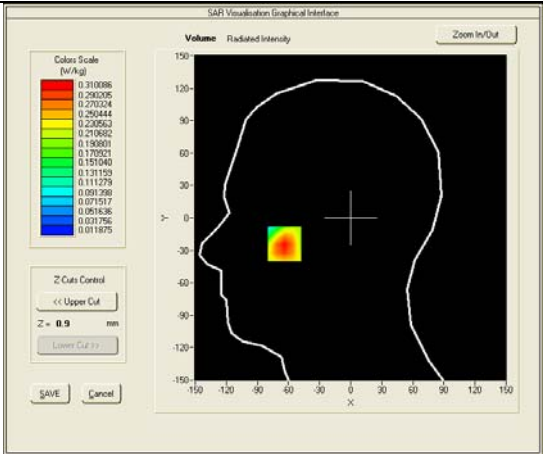 SAR Visualisation Graphical Interface
Volume Radiated Intensity
Zoom In/Out
Colors Scale
(W/kg)
0.310086
0.290205
0.270324
0.250444
0.230563
0.210682
0.190801
0.170921
0.151040
0.131159
0.111279
0.091398
0.071517
0.051636
0.031756
0.011875
Z-Cuts Control
<< Upper Cut
Z = 0.9 mm
Lower Cut >>
SAVE Cancel
150
120
90
60
30
0
-30
-60
-90
-120
-150
Y
-150 -120 -90 -60 -30 0 30 60 90 120 150
X